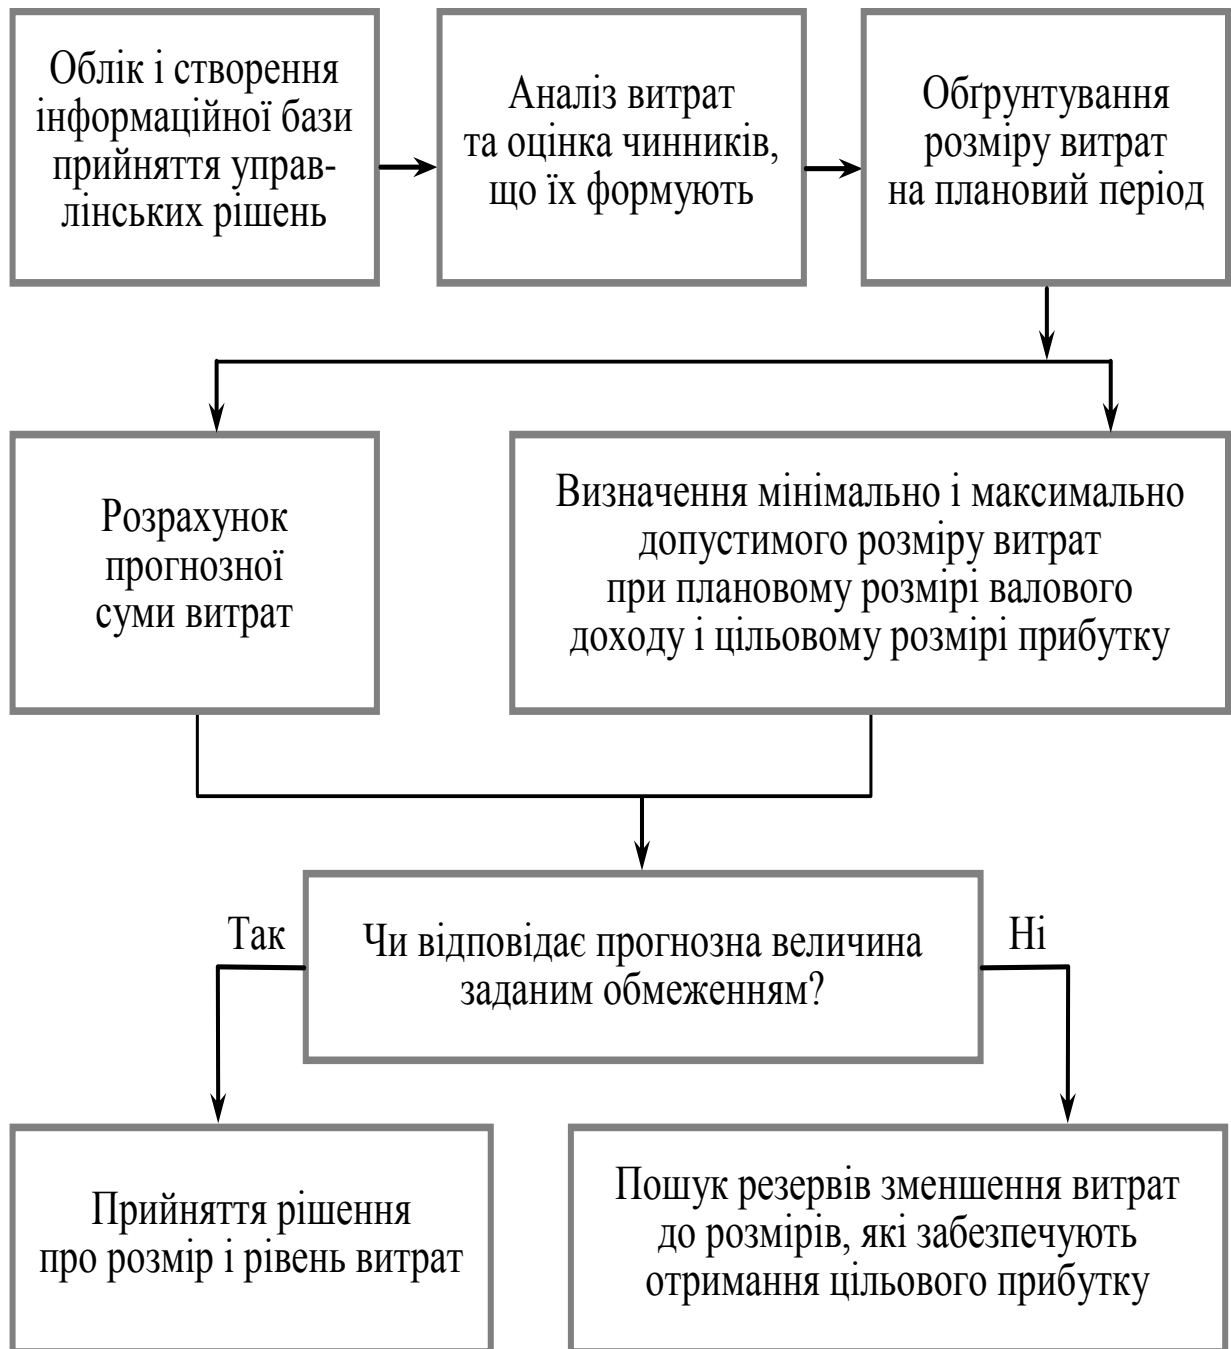 Облік і створення
інформаційної бази
прийняття управ-
лінських рішень
Аналіз витрат
та оцінка чинників,
що їх формують
Обґрунтування
розміру витрат
на плановий період
Розрахунок
прогнозної
суми витрат
Визначення мінімально і максимально
допустимого розміру витрат
при плановому розмірі валового
доходу і цільовому розмірі прибутку
Так
Чи відповідає прогнозна величина
заданим обмеженням?
Ні
Прийняття рішення
про розмір і рівень витрат
Пошук резервів зменшення витрат
до розмірів, які забезпечують
отримання цільового прибутку